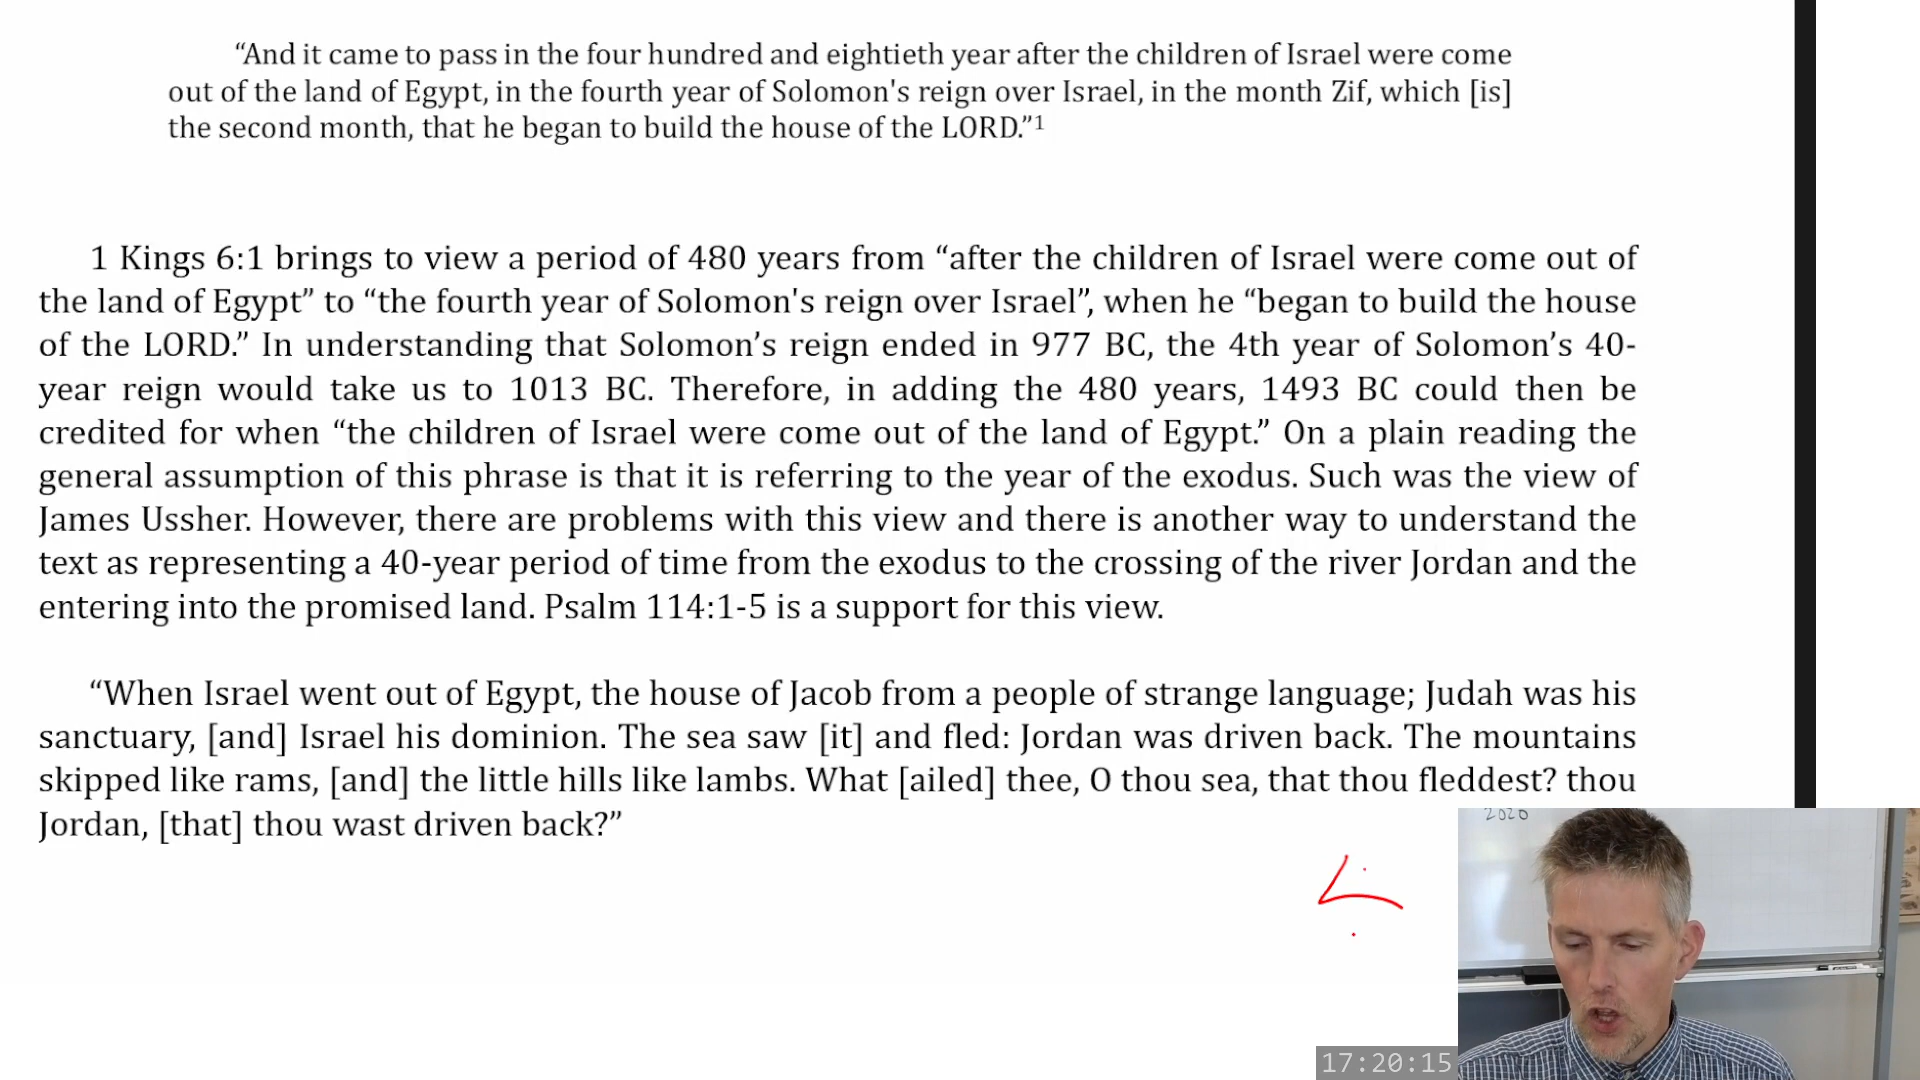 “And it came to pass in the four hundred and eightieth year after the children of Israel were come
out of the land of Egypt, in the fourth year of Solomon's reign over Israel, in the month Zif, which [is]
the second month, that he began to build the house of the LORD.”1
1 Kings 6:1 brings to view a period of 480 years from “after the children of Israel were come out of
the land of Egypt” to “the fourth year of Solomon's reign over Israel”, when he “began to build the house
of the LORD.” In understanding that Solomon’s reign ended in 977 BC, the 4th year of Solomon’s 40-
year reign would take us to 1013 BC. Therefore, in adding the 480 years, 1493 BC could then be
credited for when “the children of Israel were come out of the land of Egypt.” On a plain reading the
general assumption of this phrase is that it is referring to the year of the exodus. Such was the view of
James Ussher. However, there are problems with this view and there is another way to understand the
text as representing a 40-year period of time from the exodus to the crossing of the river Jordan and the
entering into the promised land. Psalm 114:1-5 is a support for this view.
“When Israel went out of Egypt, the house of Jacob from a people of strange language; Judah was his
sanctuary, [and] Israel his dominion. The sea saw [it] and fled: Jordan was driven back. The mountains
skipped like rams, [and] the little hills like lambs. What [ailed] thee, O thou sea, that thou fleddest? thou
Jordan, [that] thou wast driven back?”
2020
17:20:15